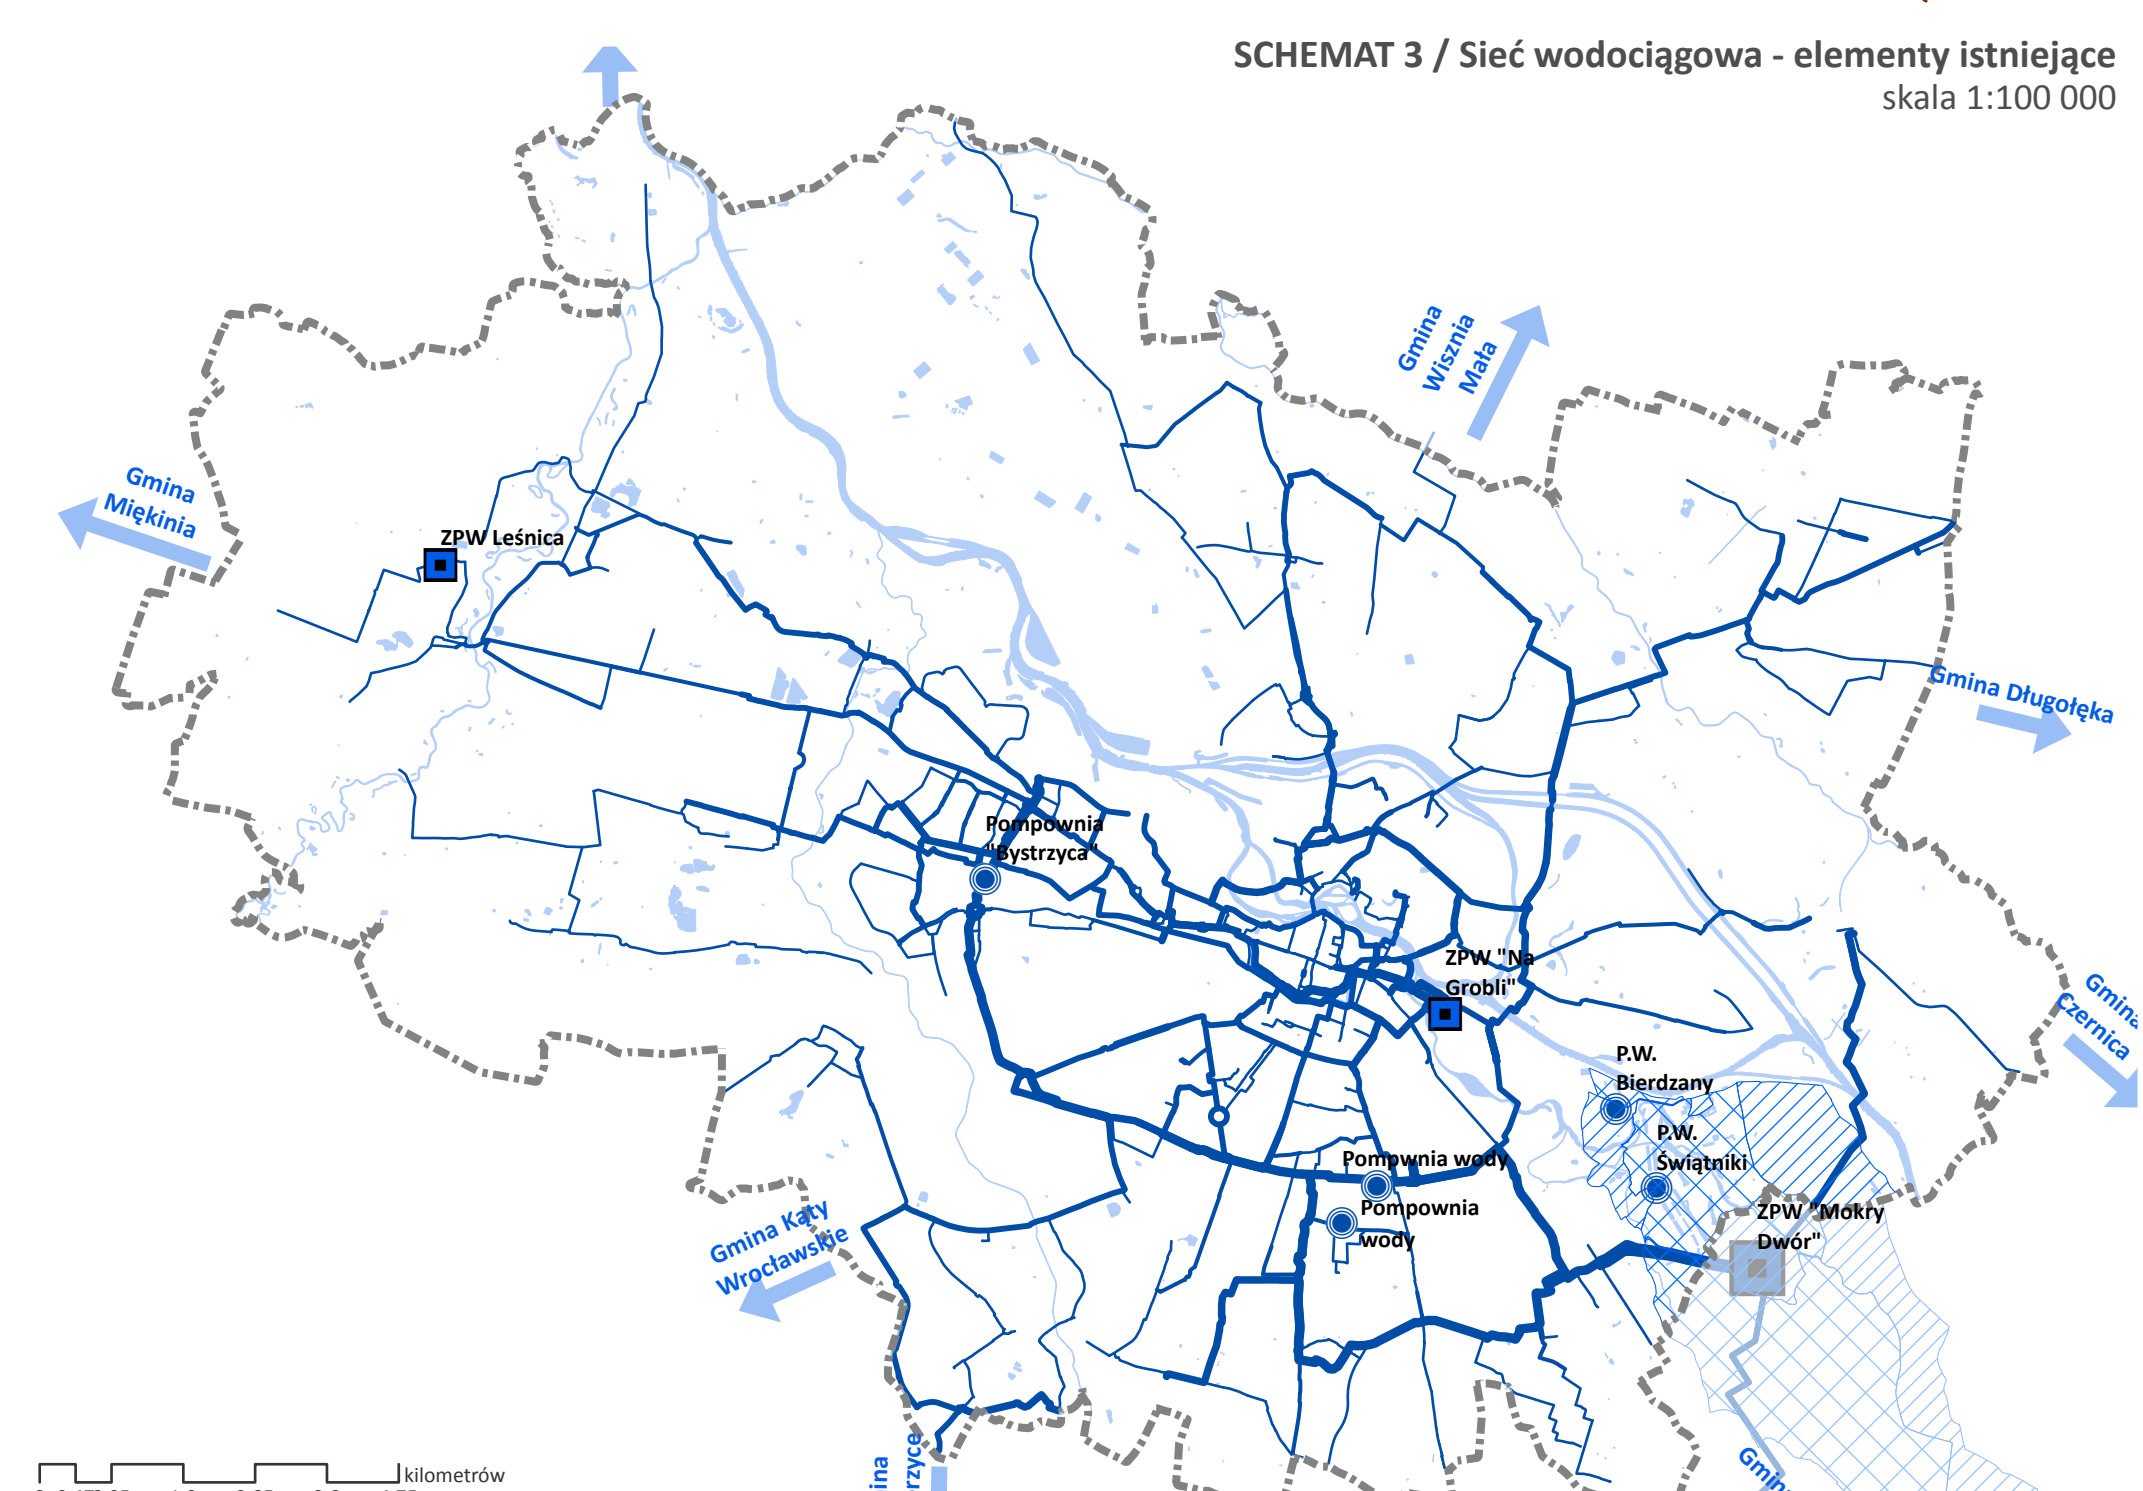 SCHEMAT 3 / Sieć wodociągowa - elementy istniejące
skala 1:100 000
Gmina
Wisznia
Mała
Gmina
Miękinia
ZPW Leśnica
Gmina Długołęka
Pompownia
"Bystrzyca"
ZPW "Na
Grobli"
Gmina
Czernica
P.W.
Bierdzany
P.W.
Świątniki
Pompwnia wody
Pompownia
wody
ZPW "Mokry
Dwór"
Gmina Kąty
Wrocławskie
kilometrów